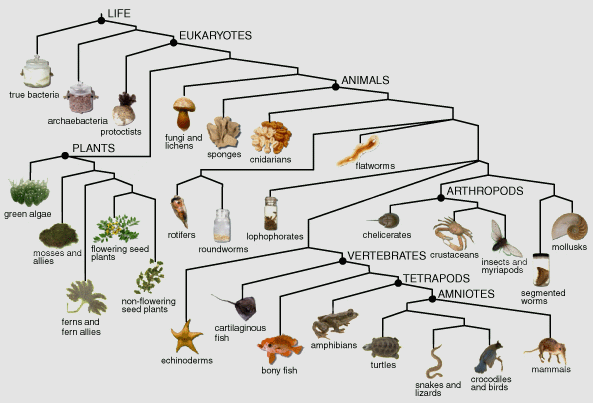 LIFE
EUKARYOTES
ANIMALS
true bacteria
archaebacteria
protoctists
fungi and
lichens
sponges
cnidarians
flatworms
PLANTS
green algae
mosses and
allies
flowering seed
plants
ferns and
fern allies
non-flowering
seed plants
rotifers
roundworms
lophophorates
ARTHROPODS
chelicerates
crustaceans
insects and
myriapods
segmented
worms
mollusks
VERTEBRATES
TETRAPODS
AMNIOTES
echinoderms
cartilaginous
fish
bony fish
amphibians
turtles
snakes and
lizards
crocodiles
and birds
mammals